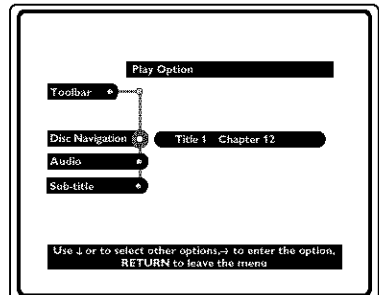 Play Option
Toolbar
Disc Navigation Title 1 Chapter 12
Audio
Sub-title
Use ↓ or to select other options,→ to enter the option,
RETURN to leave the menu